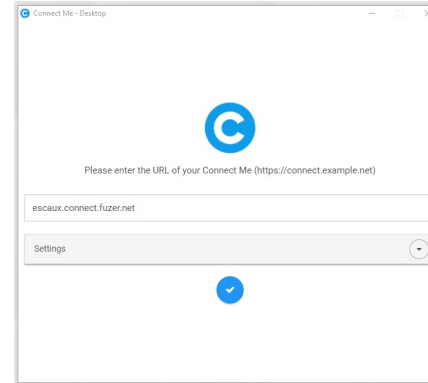 Connect Me - Desktop
Please enter the URL of your Connect Me (https://connect.example.net)
escaux.connect.fuzer.net
Settings